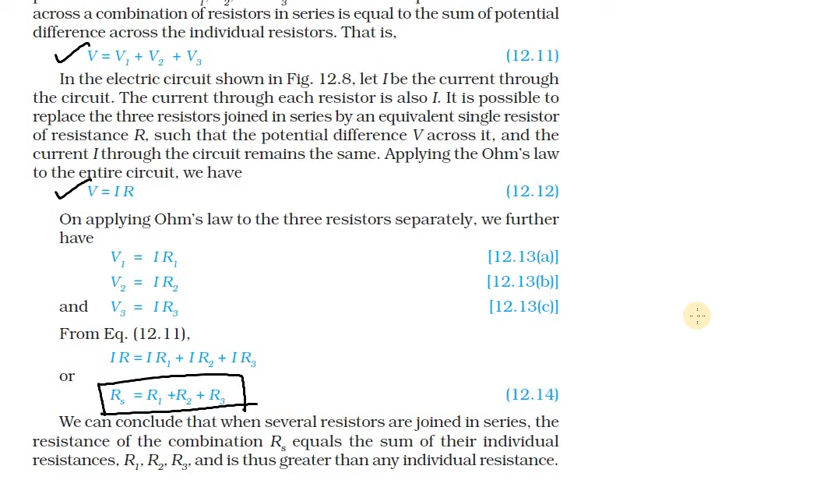 across a combination of resistors in series is equal to the sum of potential
difference across the individual resistors. That is,
V = V₁ + V₂ + V₃ (12.11)
In the electric circuit shown in Fig. 12.8, let I be the current through
the circuit. The current through each resistor is also I. It is possible to
replace the three resistors joined in series by an equivalent single resistor
of resistance R, such that the potential difference V across it, and the
current I through the circuit remains the same. Applying the Ohm's law
to the entire circuit, we have
V = I R (12.12)
On applying Ohm's law to the three resistors separately, we further
have
V₁ = I R₁ [12.13(a)]
V₂ = I R₂ [12.13(b)]
and V₃ = I R₃ [12.13(c)]
From Eq. (12.11),
I R = I R₁ + I R₂ + I R₃
or
Rₛ = R₁ +R₂ + R₃ (12.14)
We can conclude that when several resistors are joined in series, the
resistance of the combination Rₛ equals the sum of their individual
resistances, R₁, R₂, R₃, and is thus greater than any individual resistance.